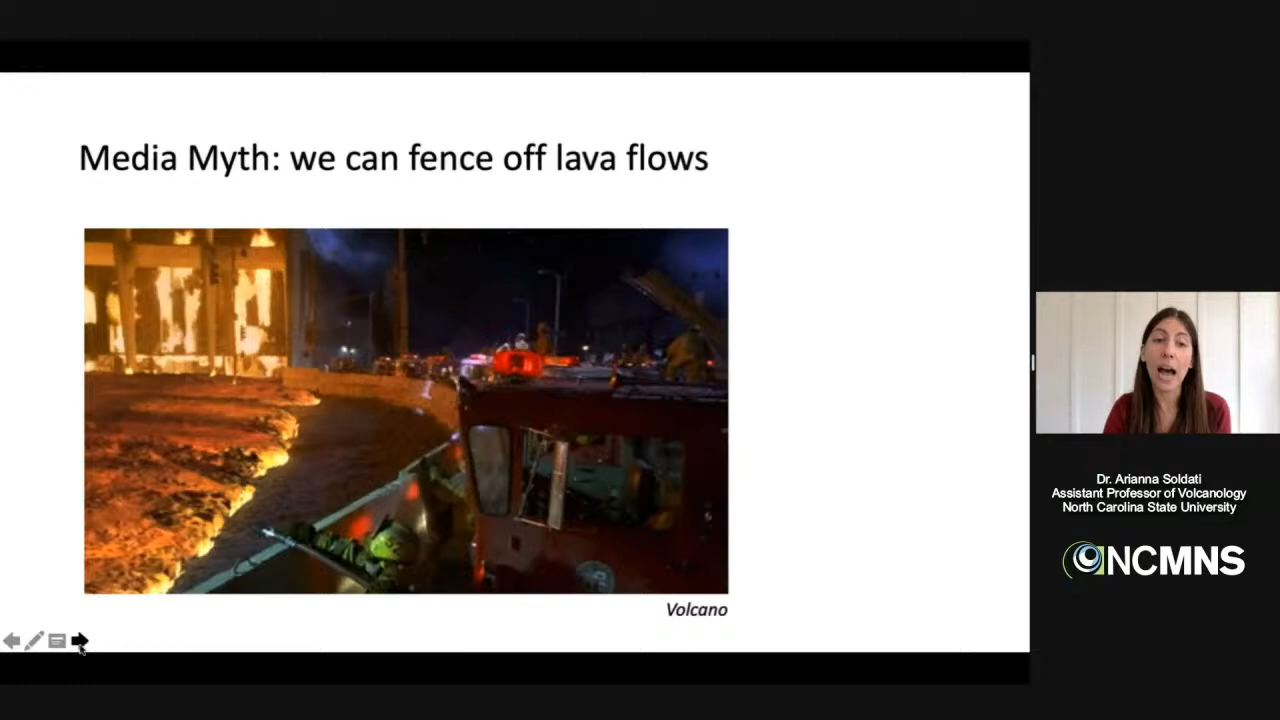 Media Myth: we can fence off lava flows
Volcano
Dr. Arianna Soldati
Assistant Professor of Volcanology
North Carolina State University
NCMNS